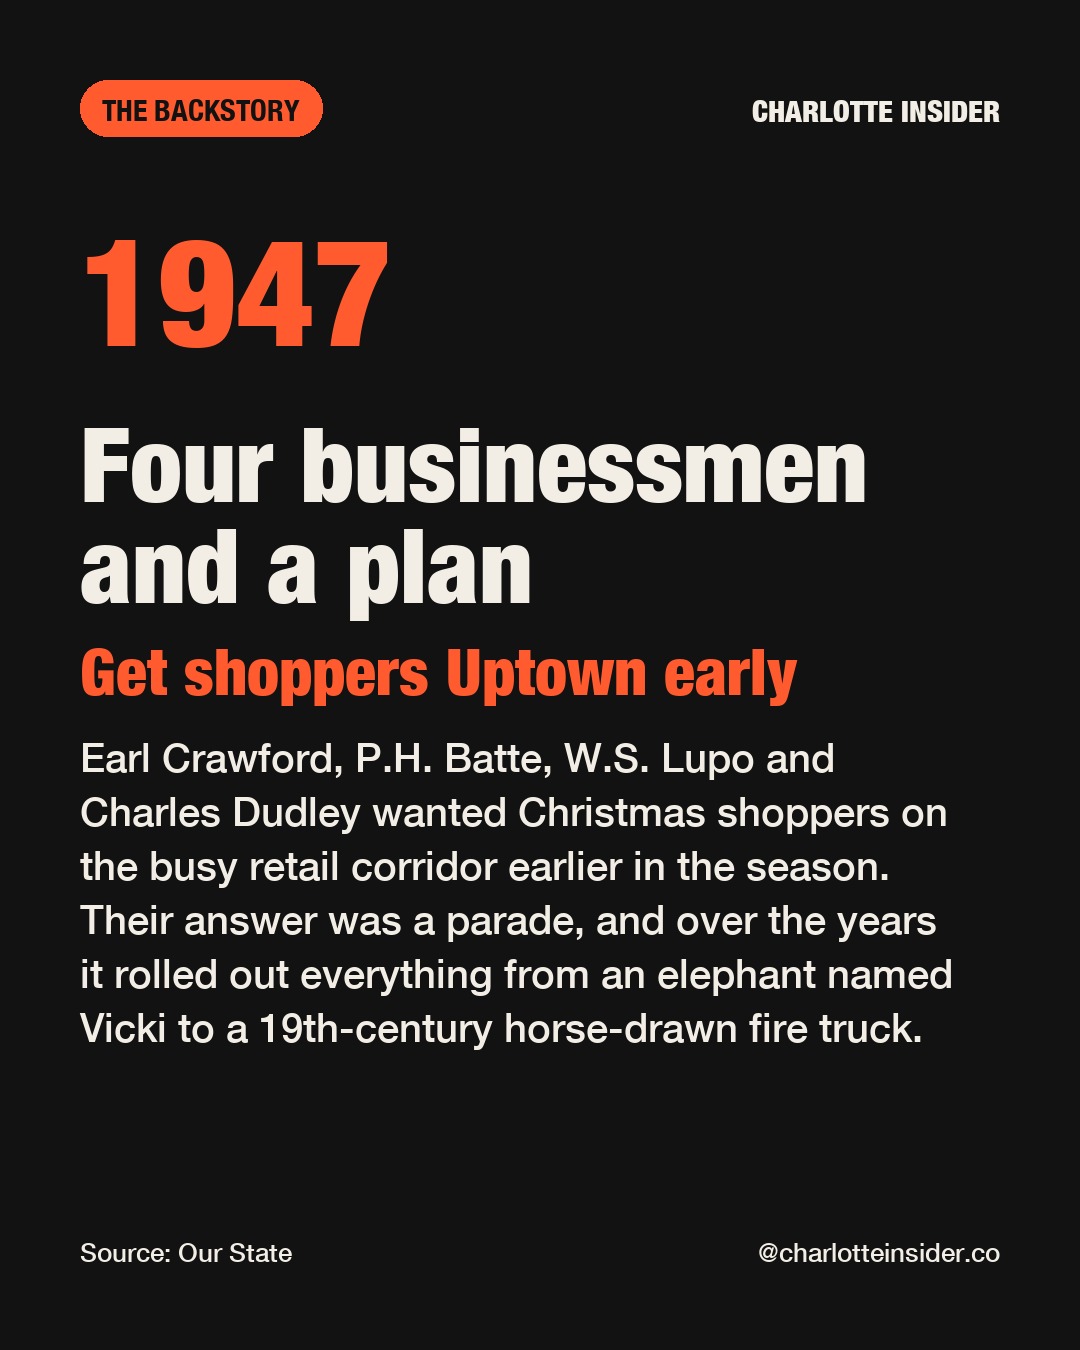 THE BACKSTORY
CHARLOTTE INSIDER
1947
Four businessmen
and a plan
Get shoppers Uptown early
Earl Crawford, P.H. Batte, W.S. Lupo and
Charles Dudley wanted Christmas shoppers on
the busy retail corridor earlier in the season.
Their answer was a parade, and over the years
it rolled out everything from an elephant named
Vicki to a 19th-century horse-drawn fire truck.
Source: Our State
@charlotteinsider.co